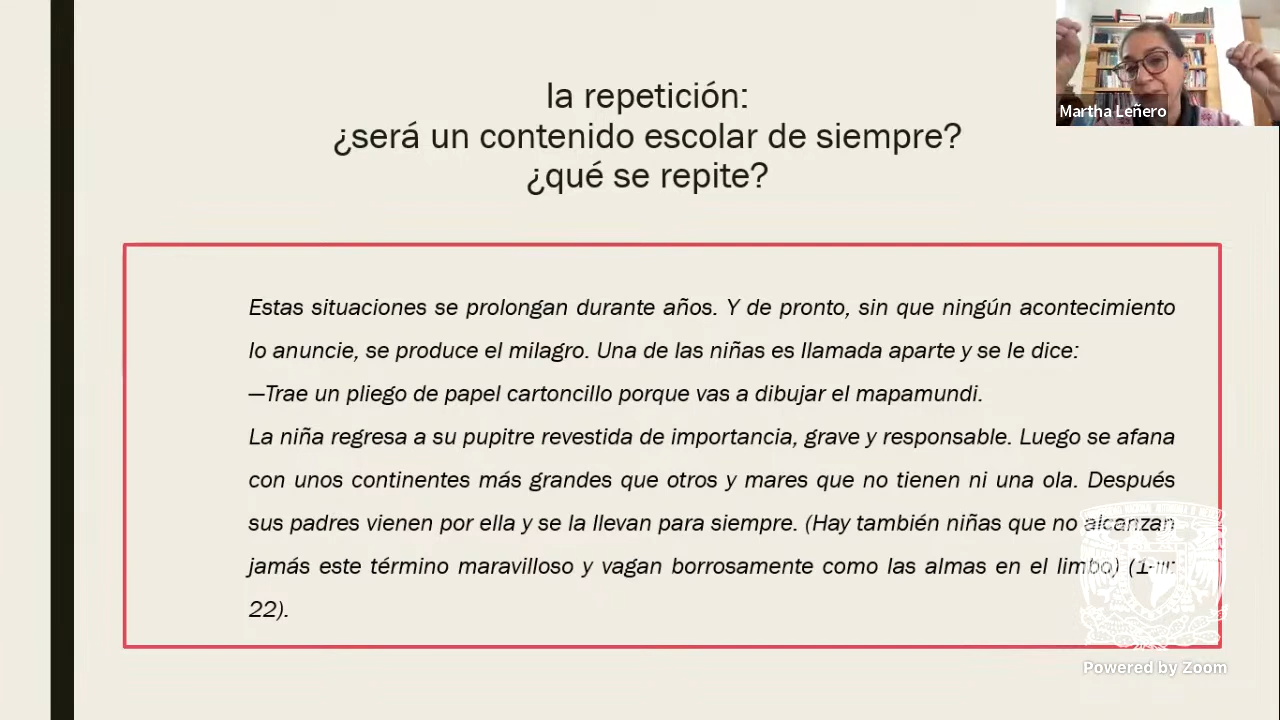 la repetición:
¿será un contenido escolar de siempre?
¿qué se repite?
Martha Leñero
Estas situaciones se prolongan durante años. Y de pronto, sin que ningún acontecimiento
lo anuncie, se produce el milagro. Una de las niñas es llamada aparte y se le dice:
—Trae un pliego de papel cartoncillo porque vas a dibujar el mapamundi.
La niña regresa a su pupitre revestida de importancia, grave y responsable. Luego se afana
con unos continentes más grandes que otros y mares que no tienen ni una ola. Después
sus padres vienen por ella y se la llevan para siempre. (Hay también niñas que no alcanzan
jamás este término maravilloso y vagan borrosamente como las almas en el limbo) (1-III:
22).
Powered by Zoom